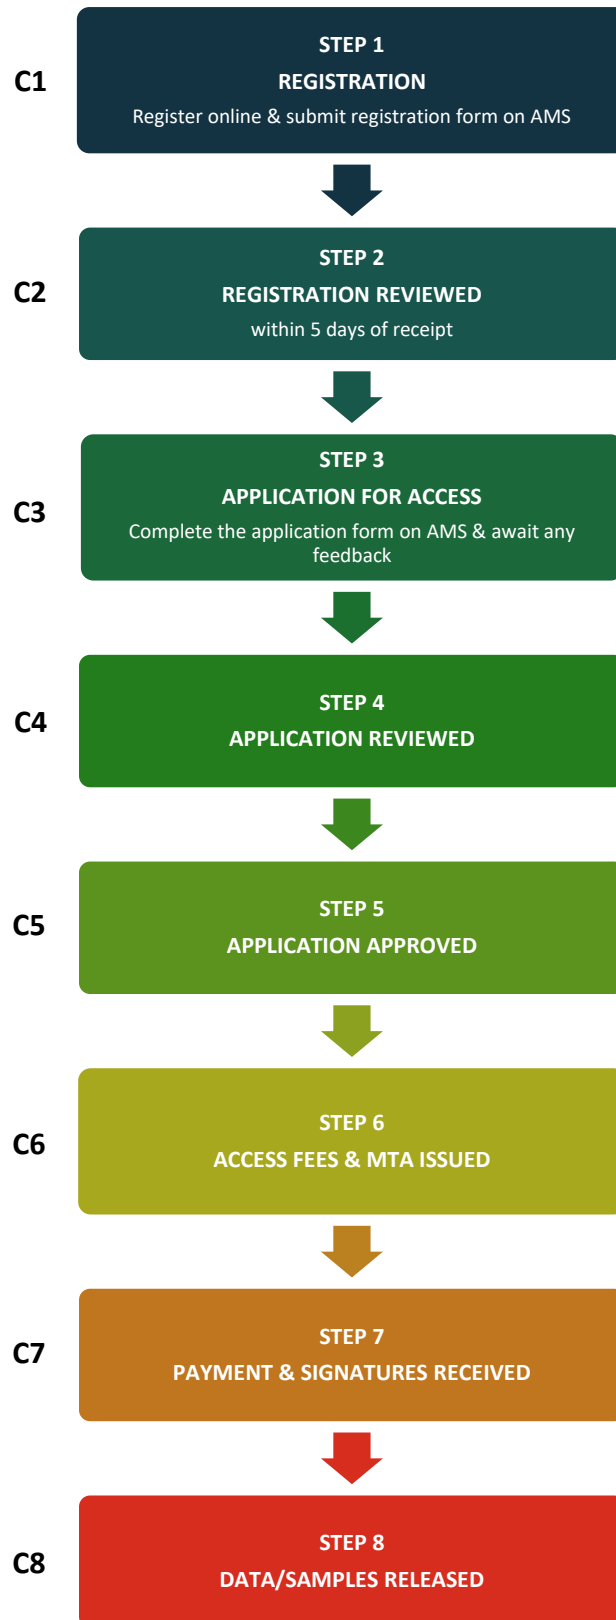 C1
STEP 1
REGISTRATION
Register online & submit registration form on AMS
C2
STEP 2
REGISTRATION REVIEWED
within 5 days of receipt
C3
STEP 3
APPLICATION FOR ACCESS
Complete the application form on AMS & await any
feedback
C4
STEP 4
APPLICATION REVIEWED
C5
STEP 5
APPLICATION APPROVED
C6
STEP 6
ACCESS FEES & MTA ISSUED
C7
STEP 7
PAYMENT & SIGNATURES RECEIVED
C8
STEP 8
DATA/SAMPLES RELEASED